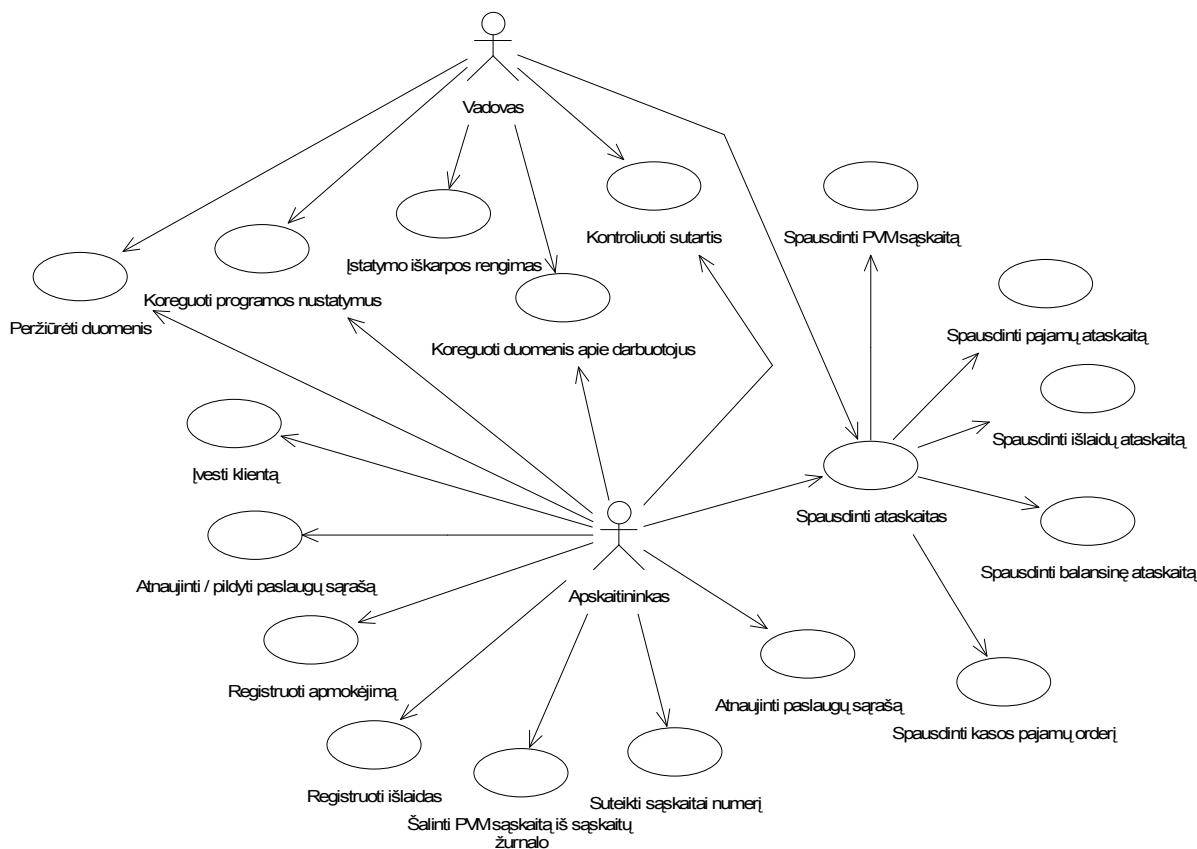 Vadovas
Kontroliuoti sutartis
Spausdinti PVM sąskaitą
Įstatymo iškarpos rengimas
Koreguoti programos nustatymus
Peržiūrėti duomenis
Koreguoti duomenis apie darbuotojus
Spausdinti pajamų ataskaitą
Spausdinti išlaidų ataskaitą
Įvesti klientą
Spausdinti ataskaitas
Spausdinti balansinę ataskaitą
Atnaujinti / pildyti paslaugų sąrašą
Apskaitininkas
Registruoti apmokėjimą
Atnaujinti paslaugų sąrašą
Spausdinti kasos pajamų orderį
Registruoti išlaidas
Suteikti sąskaitai numerį
Šalinti PVM sąskaitą iš sąskaitų
žurnalo